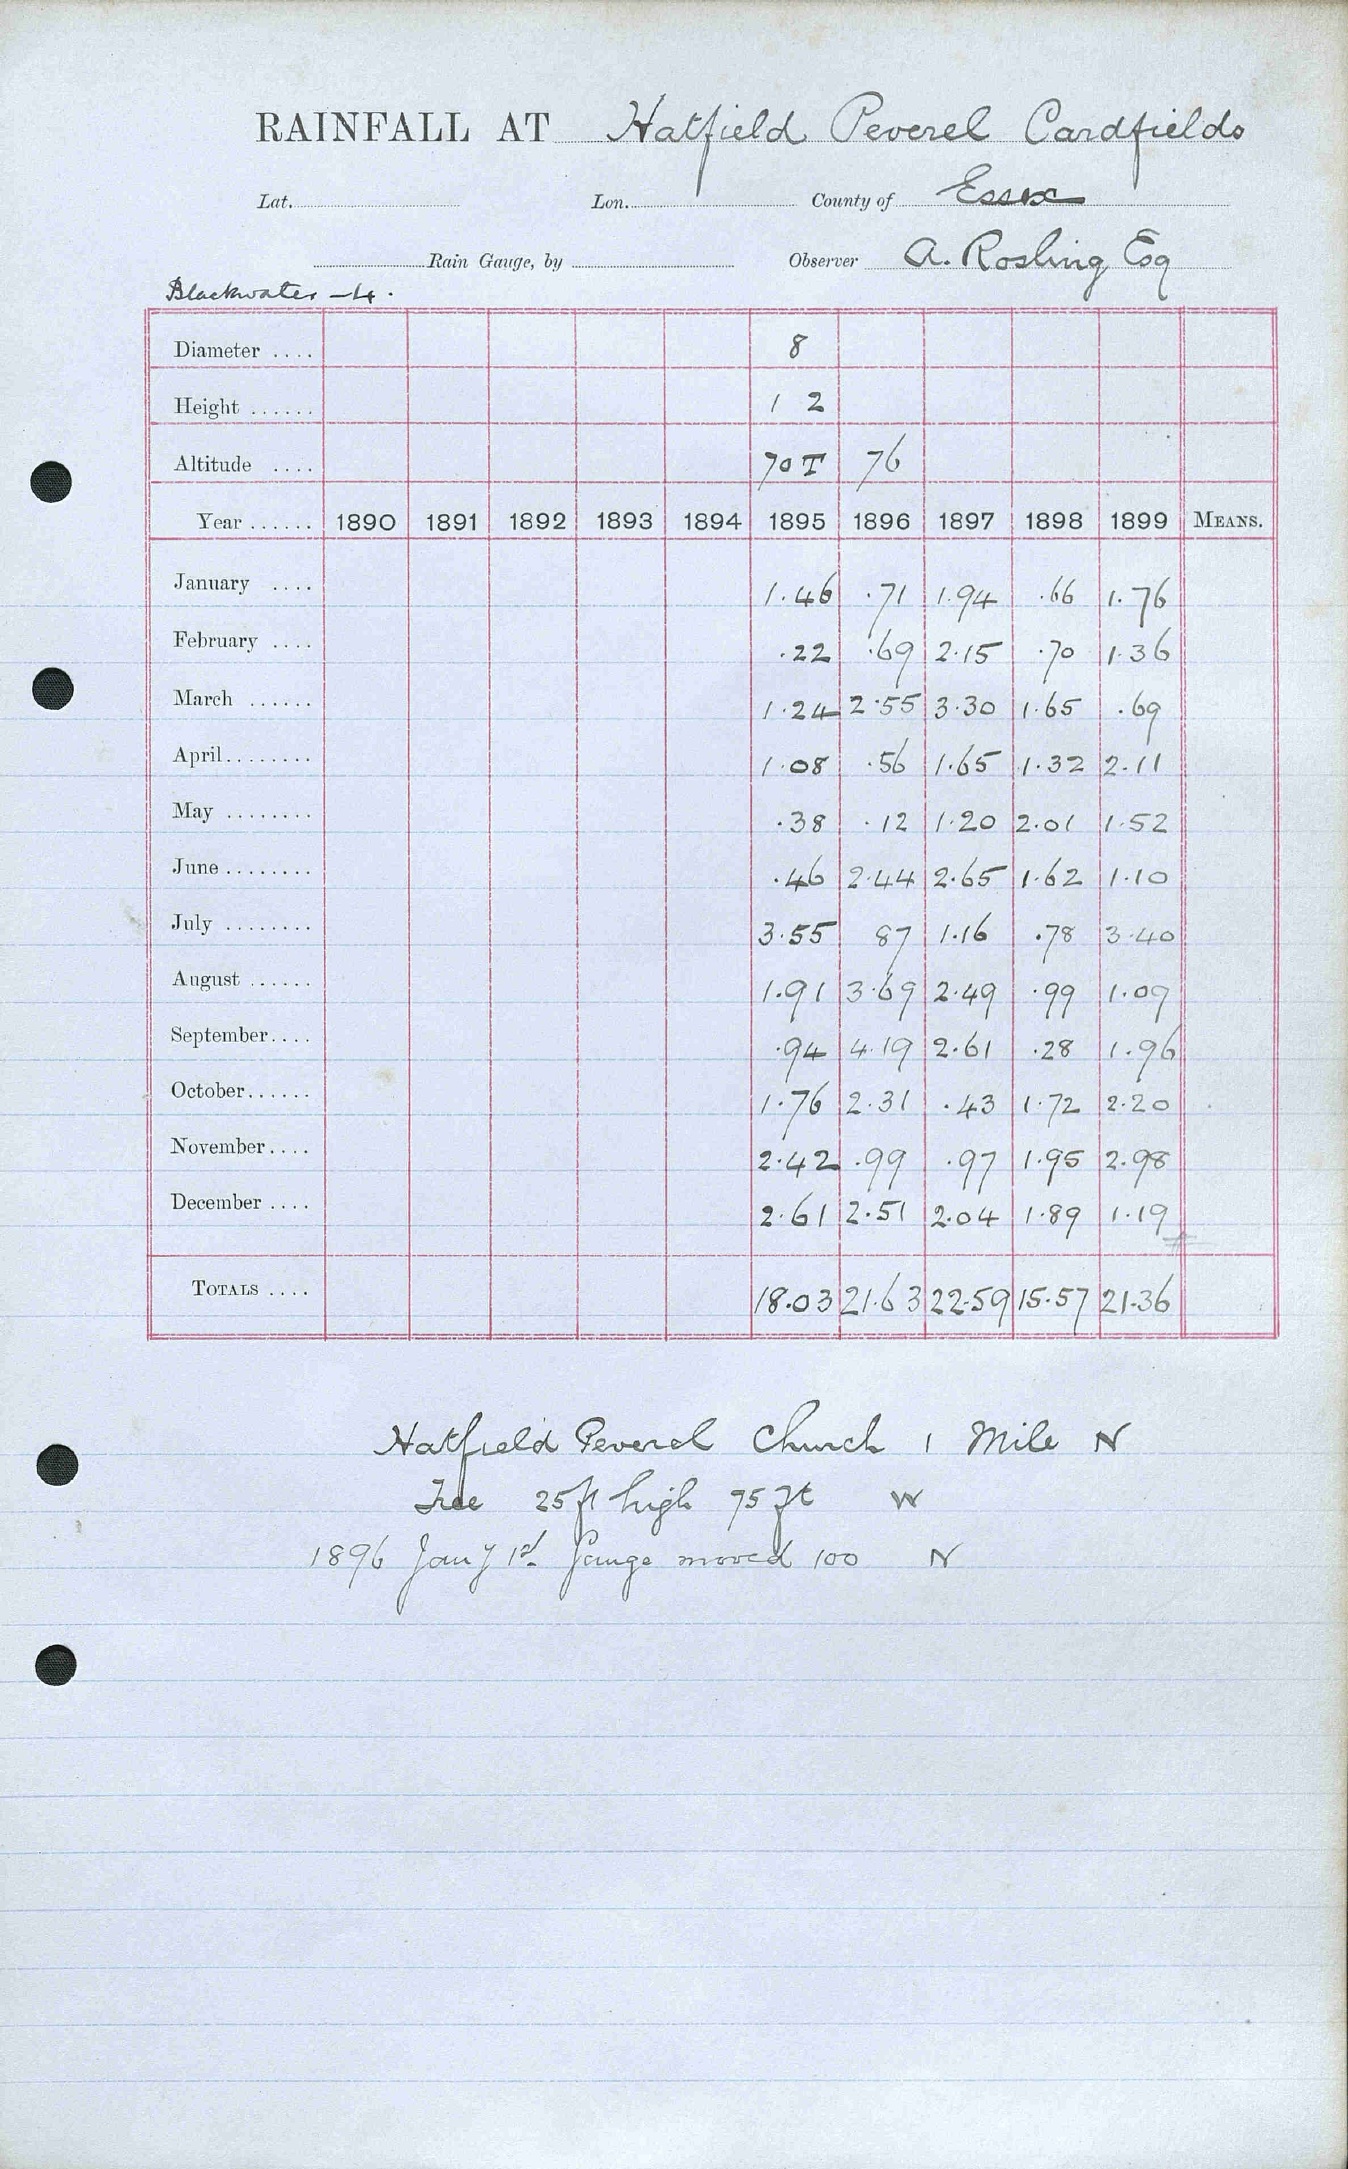 RAINFALL AT Hatfield Peverel Cardfields
Lat. Lon. County of Essex
Rain Gauge, by Observer A. Rosling Esq
Blackwater -4.
Diameter .... 8
Height ...... 1 2
Altitude .... 70T 76
Year ...... 1890 1891 1892 1893 1894 1895 1896 1897 1898 1899 MEANS.
January .... 1.46 .71 1.94 .66 1.76
February .... .22 .69 2.15 .70 1.36
March ...... 1.24 2.55 3.30 1.65 .69
April........ 1.08 .56 1.65 1.32 2.11
May ........ .38 .12 1.20 2.01 1.52
June ........ .46 2.44 2.65 1.62 1.10
July ........ 3.55 87 1.16 .78 3.40
August ...... 1.91 3.69 2.49 .99 1.09
September.... .94 4.19 2.61 .28 1.96
October...... 1.76 2.31 .43 1.72 2.20
November.... 2.42 .99 .97 1.95 2.98
December .... 2.61 2.51 2.04 1.89 1.19
TOTALS .... 18.03 21.63 22.59 15.57 21.36
Hatfield Peverel Church 1 Mile N
Tree 25ft high 75ft W
1896 Jany 1st Gauge moved 100 N